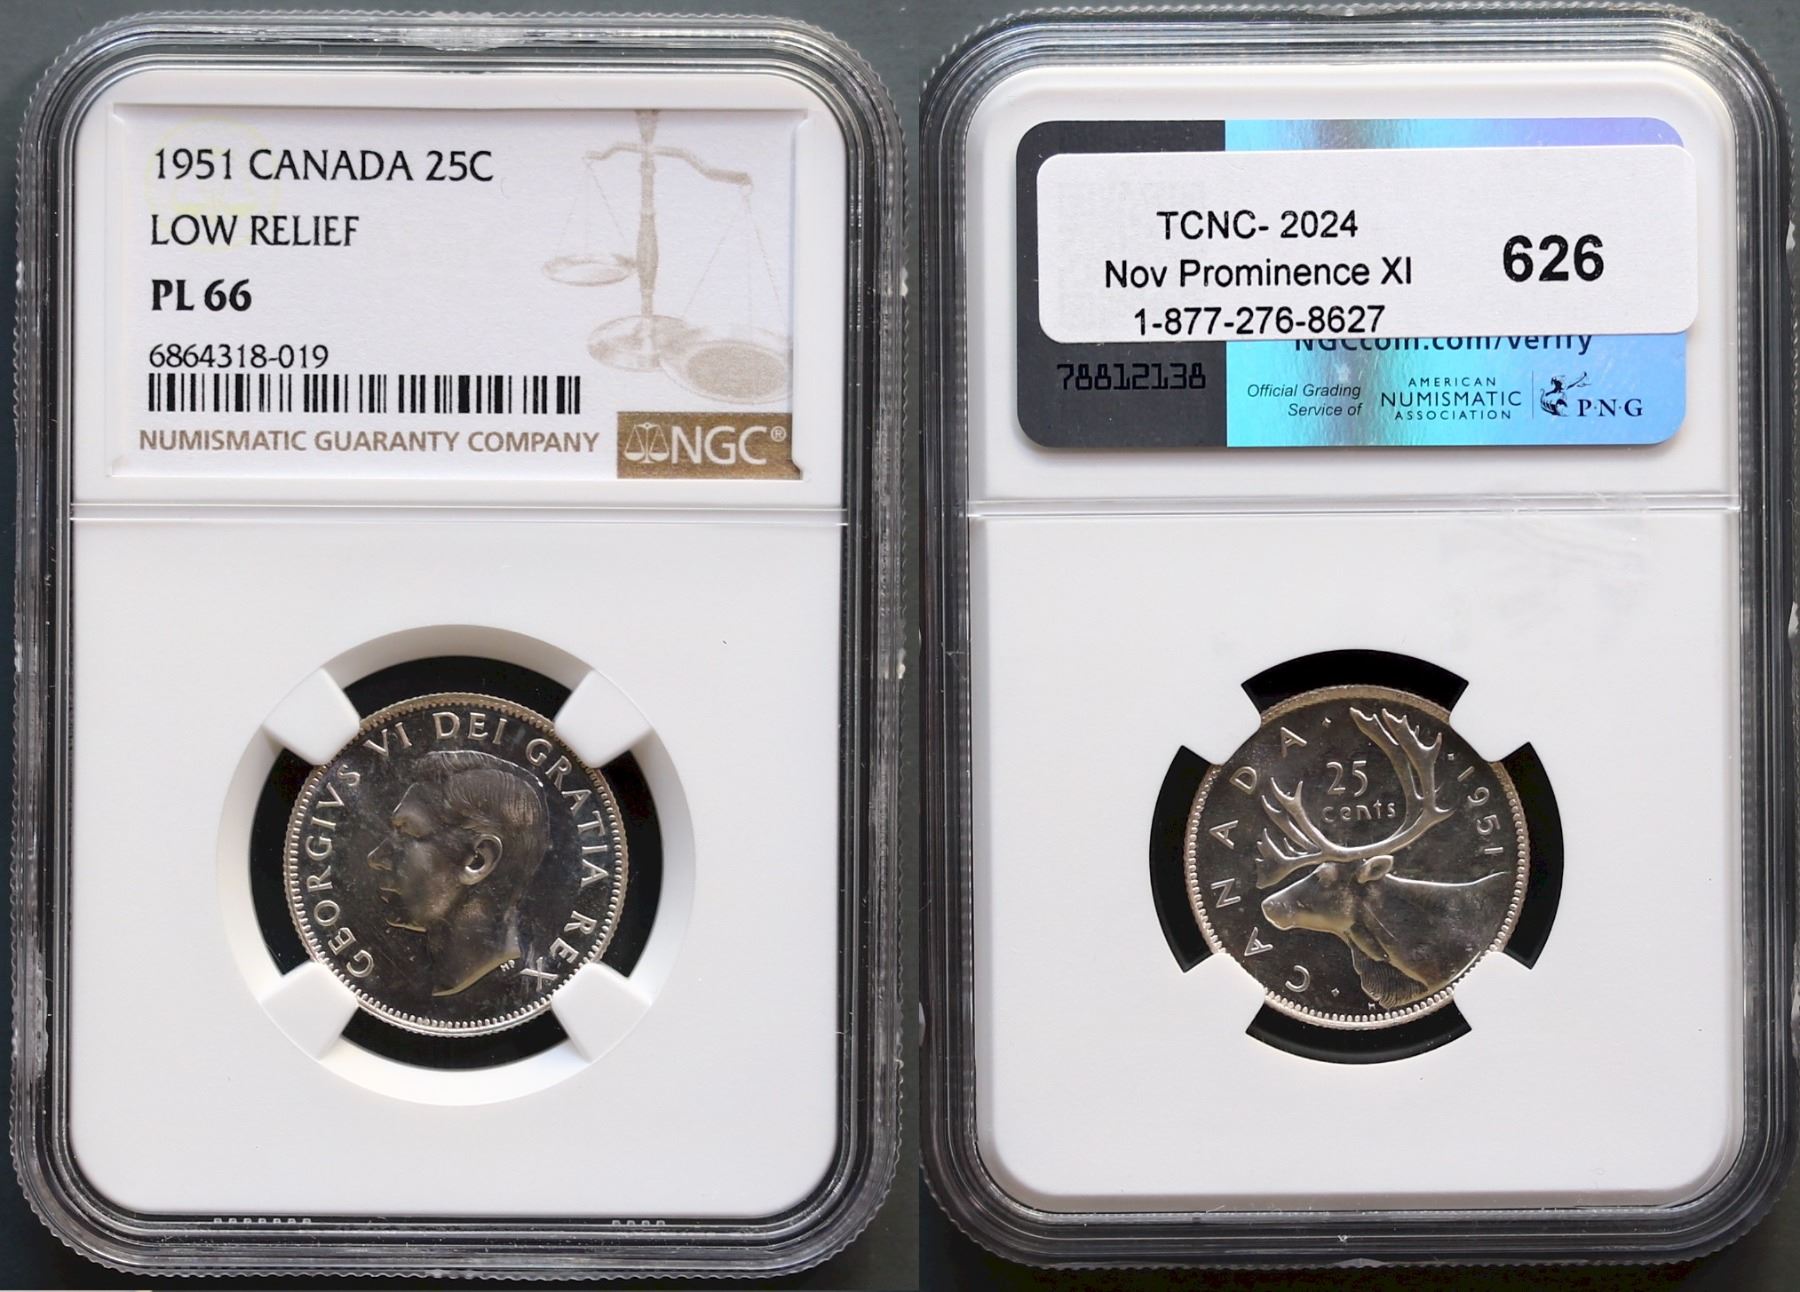 1951 CANADA 25C
LOW RELIEF
PL 66
6864318-019
NUMISMATIC GUARANTY COMPANY
NGC®
GEORGIVS VI DEI GRATIA REX
HP
TCNC- 2024
Nov Prominence XI
1-877-276-8627
626
NGCcoin.com/verify
78812138
Official Grading
Service of
AMERICAN
NUMISMATIC
ASSOCIATION
P·N·G
CANADA
25
cents
1951